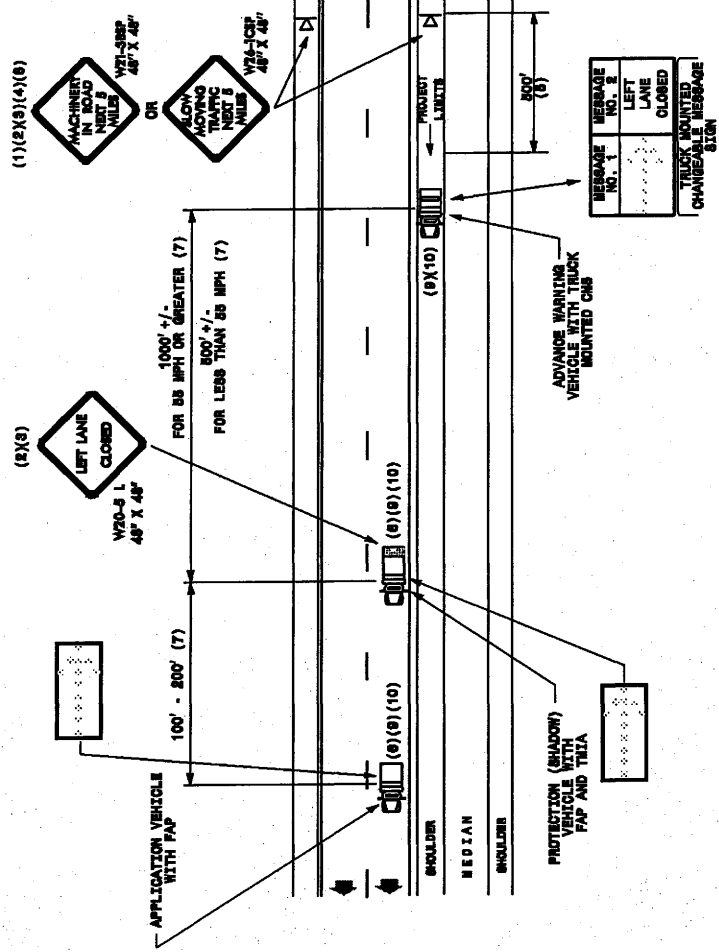 (1)(2)(3)(4)(6)
MACHINERY
IN ROAD
NEXT 5
MILES
W21-3BSP
48" X 48"
OR
SLOW
MOVING
TRAFFIC
NEXT 5
MILES
W26-1CSP
48" X 48"
(2)(3)
LEFT LANE
CLOSED
W20-5 L
48" X 48"
1000' +/-
FOR 55 MPH OR GREATER (7)
500' +/-
FOR LESS THAN 55 MPH (7)
100' - 200' (7)
APPLICATION VEHICLE
WITH FAP
(6)(9)(10)
(6)(9)(10)
(9)(10)
PROJECT
LIMITS
500'
(5)
SHOULDER
MEDIAN
SHOULDER
PROTECTION (SHADOW)
VEHICLE WITH
FAP AND TMIA
ADVANCE WARNING
VEHICLE WITH TRUCK
MOUNTED CMS
MESSAGE
NO. 1
MESSAGE
NO. 2
LEFT
LANE
CLOSED
TRUCK MOUNTED
CHANGEABLE MESSAGE
SIGN